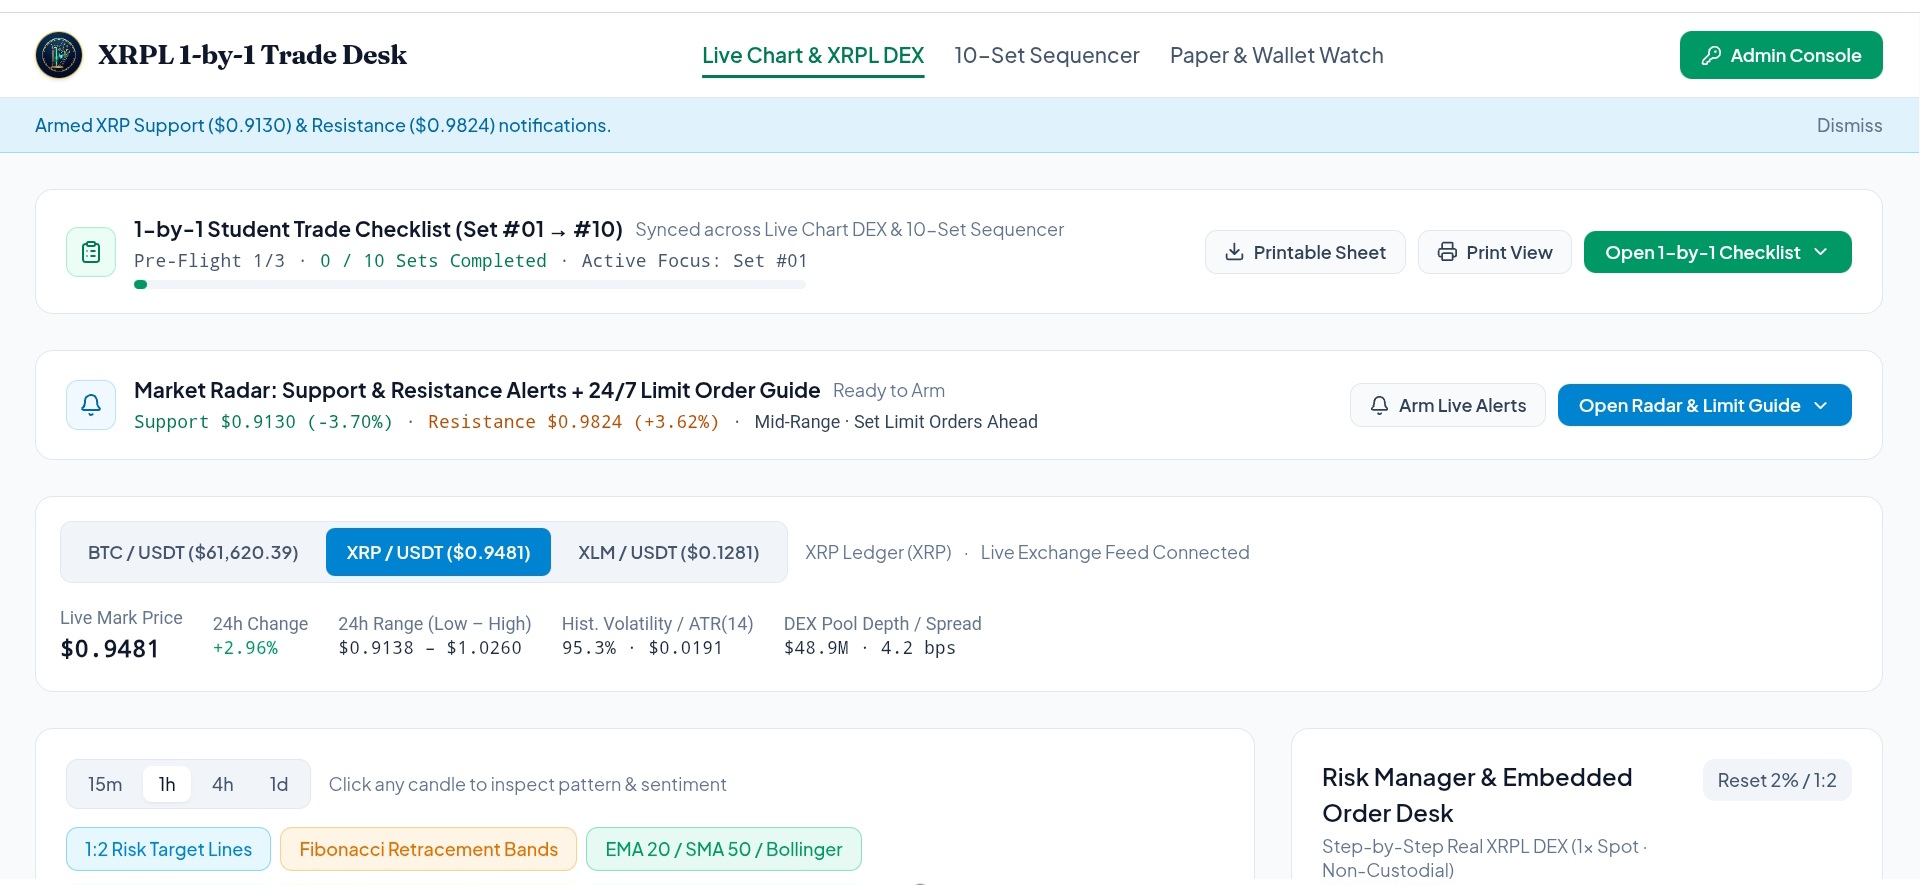 XRPL 1-by-1 Trade Desk
Live Chart & XRPL DEX
10-Set Sequencer
Paper & Wallet Watch
Admin Console
Armed XRP Support ($0.9130) & Resistance ($0.9824) notifications.
Dismiss
1-by-1 Student Trade Checklist (Set #01 → #10) Synced across Live Chart DEX & 10-Set Sequencer
Pre-Flight 1/3 · 0 / 10 Sets Completed · Active Focus: Set #01
Printable Sheet
Print View
Open 1-by-1 Checklist
Market Radar: Support & Resistance Alerts + 24/7 Limit Order Guide Ready to Arm
Support $0.9130 (-3.70%) · Resistance $0.9824 (+3.62%) · Mid-Range · Set Limit Orders Ahead
Arm Live Alerts
Open Radar & Limit Guide
BTC / USDT ($61,620.39)
XRP / USDT ($0.9481)
XLM / USDT ($0.1281)
XRP Ledger (XRP) · Live Exchange Feed Connected
Live Mark Price
$0.9481
24h Change
+2.96%
24h Range (Low – High)
$0.9138 – $1.0260
Hist. Volatility / ATR(14)
95.3% · $0.0191
DEX Pool Depth / Spread
$48.9M · 4.2 bps
15m
1h
4h
1d
Click any candle to inspect pattern & sentiment
1:2 Risk Target Lines
Fibonacci Retracement Bands
EMA 20 / SMA 50 / Bollinger
Risk Manager & Embedded
Order Desk
Reset 2% / 1:2
Step-by-Step Real XRPL DEX (1x Spot ·
Non-Custodial)